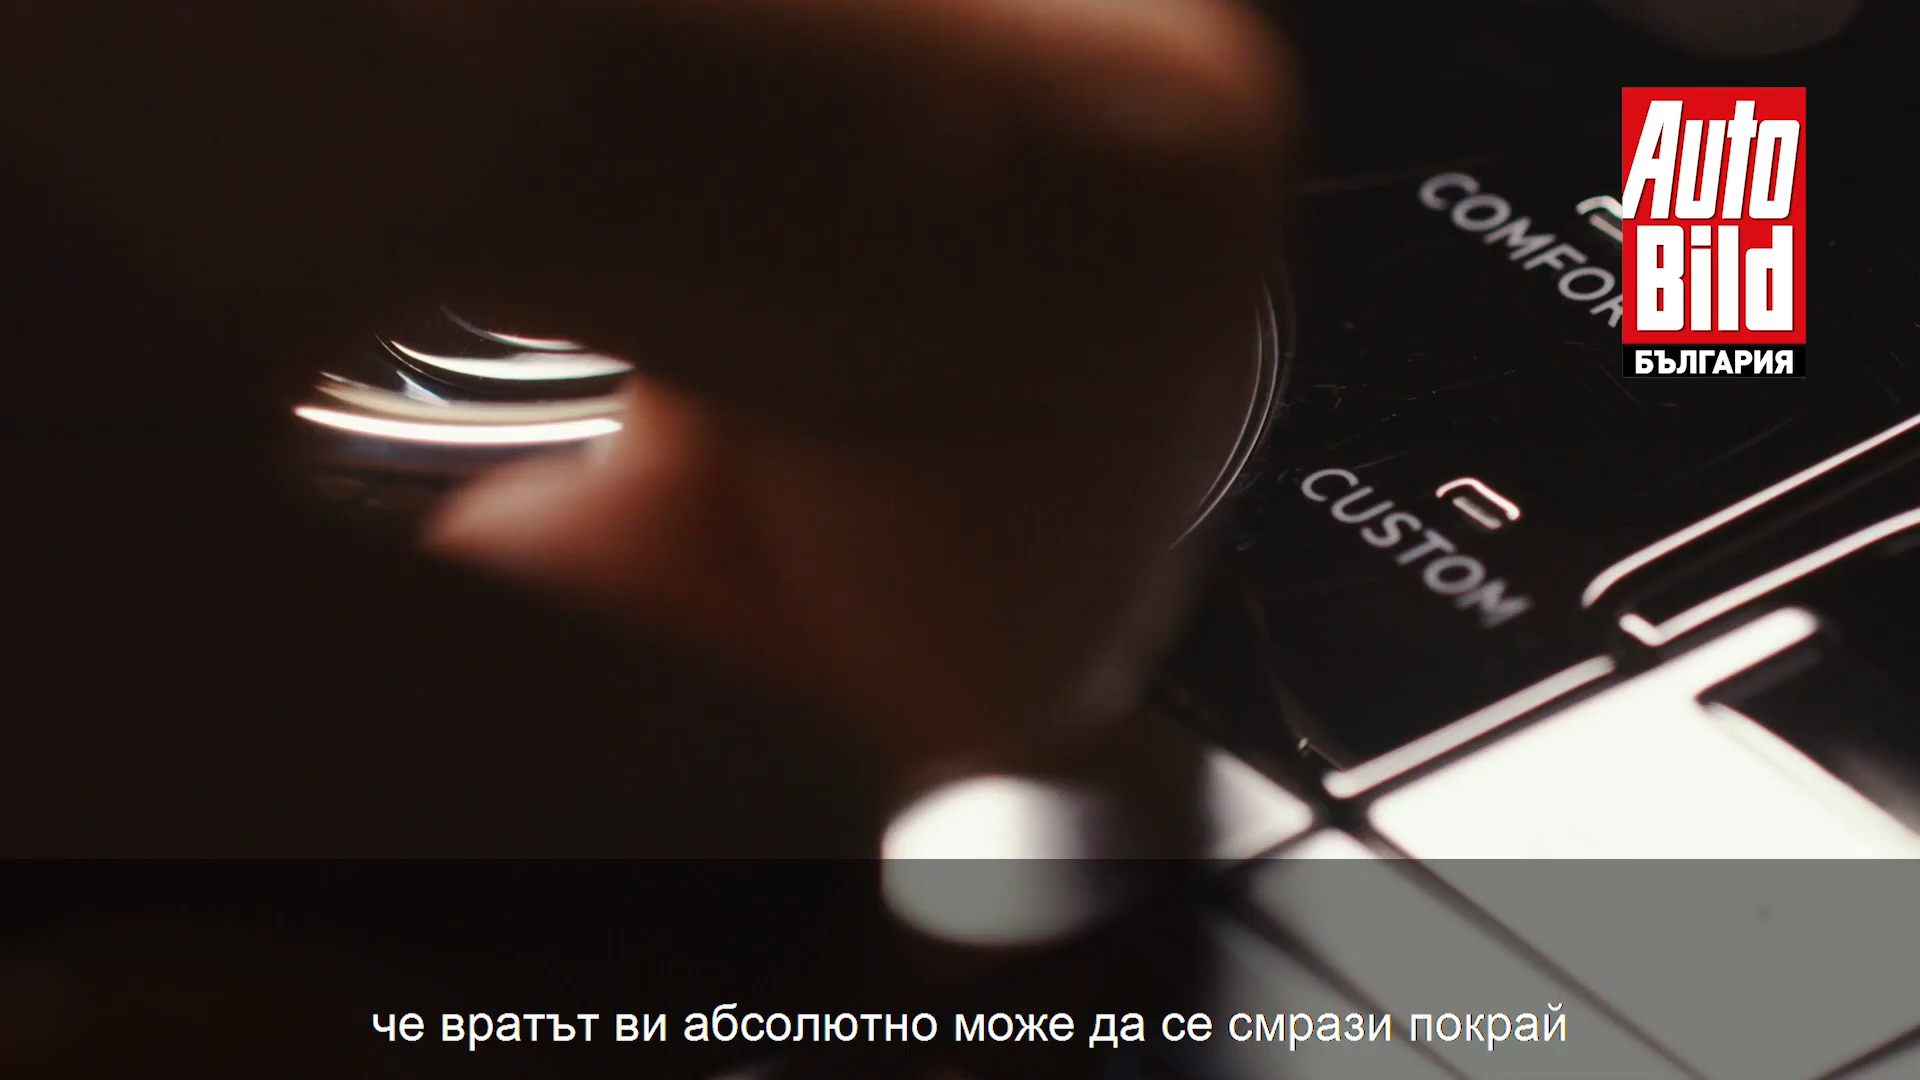 COMFOR
Auto
Bild
БЪЛГАРИЯ
CUSTOM
че вратът ви абсолютно може да се смрази покрай